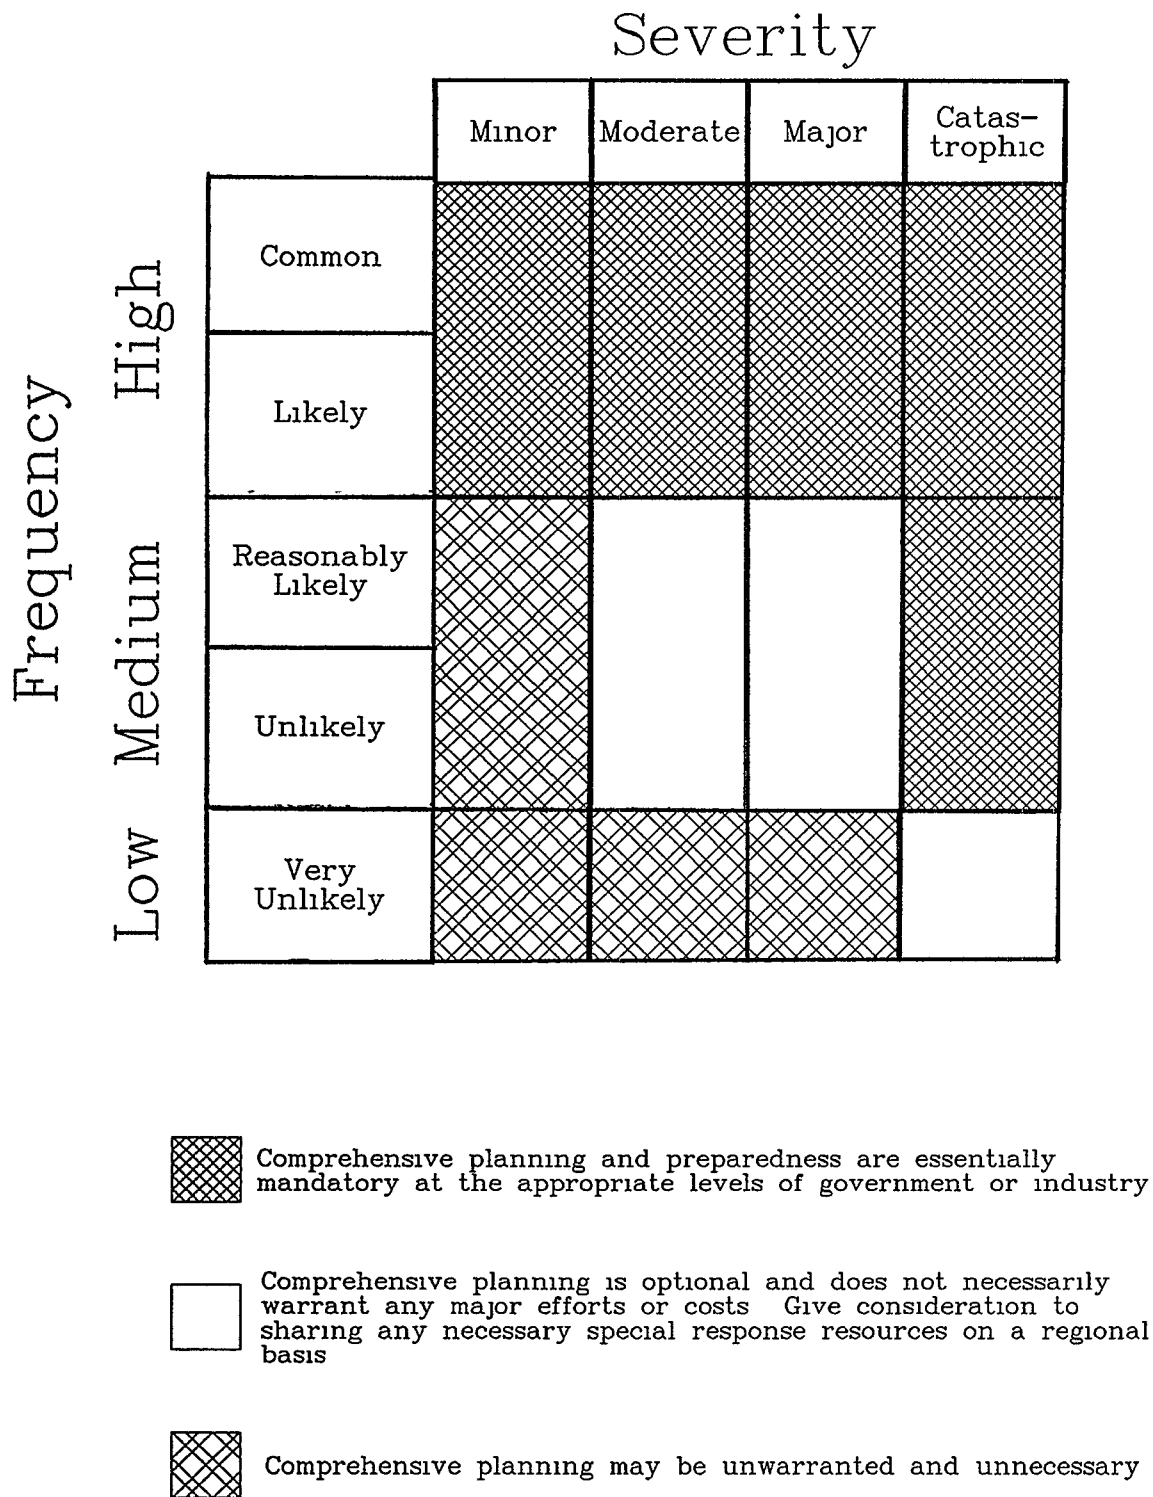 Severity
Minor
Moderate
Major
Catas-
trophic
Frequency
High
Common
Likely
Medium
Reasonably
Likely
Unlikely
Low
Very
Unlikely
Comprehensive planning and preparedness are essentially
mandatory at the appropriate levels of government or industry
Comprehensive planning is optional and does not necessarily
warrant any major efforts or costs Give consideration to
sharing any necessary special response resources on a regional
basis
Comprehensive planning may be unwarranted and unnecessary